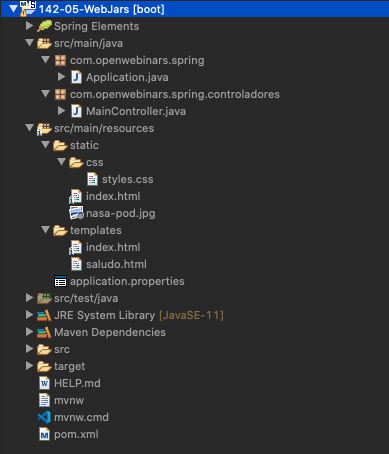 142-05-WebJars [boot]
Spring Elements
src/main/java
com.openwebinars.spring
Application.java
com.openwebinars.spring.controladores
MainController.java
src/main/resources
static
css
styles.css
index.html
nasa-pod.jpg
templates
index.html
saludo.html
application.properties
src/test/java
JRE System Library [JavaSE-11]
Maven Dependencies
src
target
HELP.md
mvnw
mvnw.cmd
pom.xml